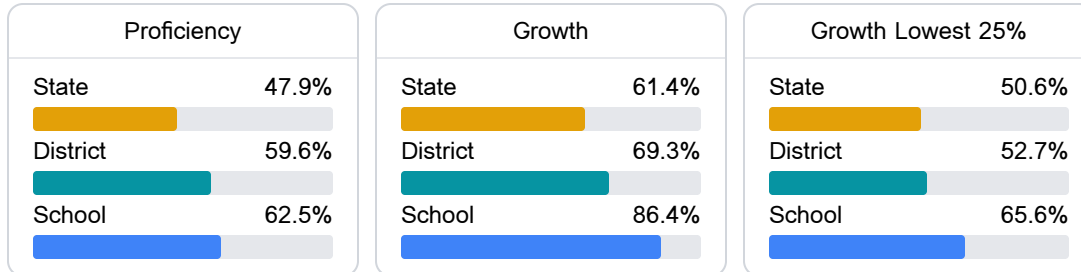 Proficiency
State 47.9%
District 59.6%
School 62.5%
Growth
State 61.4%
District 69.3%
School 86.4%
Growth Lowest 25%
State 50.6%
District 52.7%
School 65.6%